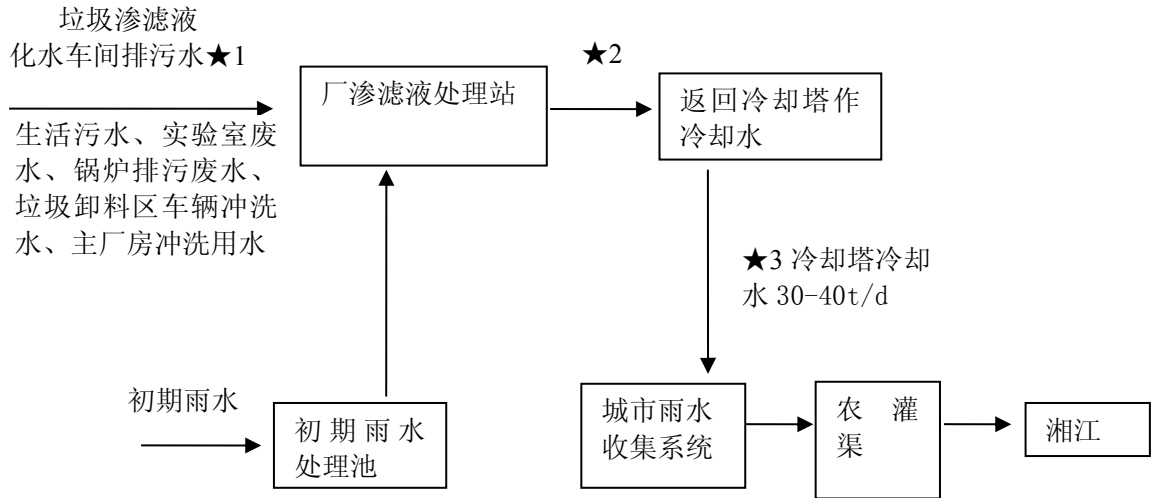 垃圾渗滤液
化水车间排污水★1
生活污水、实验室废
水、锅炉排污废水、
垃圾卸料区车辆冲洗
水、主厂房冲洗用水
厂渗滤液处理站
★2
返回冷却塔作
冷却水
★3 冷却塔冷却
水 30-40t/d
初期雨水
初期雨水
处理池
城市雨水
收集系统
农灌
渠
湘江